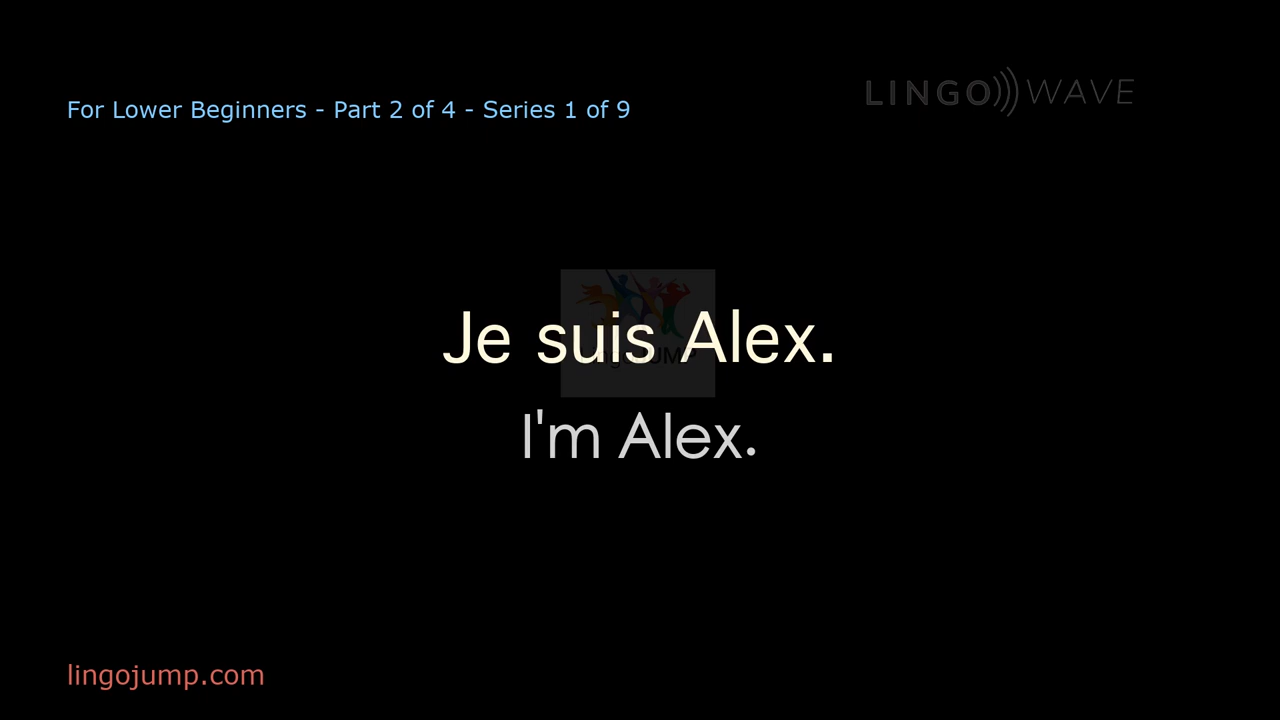 For Lower Beginners - Part 2 of 4 - Series 1 of 9
LINGO WAVE
Je suis Alex.
I'm Alex.
lingojump.com